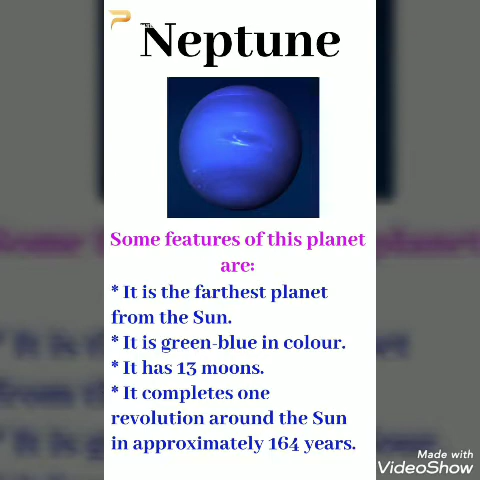 Neptune
Some features of this planet
are:
* It is the farthest planet
from the Sun.
* It is green-blue in colour.
* It has 13 moons.
* It completes one
revolution around the Sun
in approximately 164 years.
Made with
VideoShow